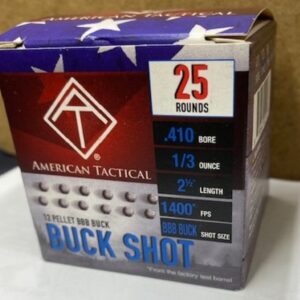 25
ROUNDS
.410 BORE
1/3 OUNCE
2½" LENGTH
1400* FPS
BBB BUCK SHOT SIZE
AT
®
AMERICAN TACTICAL
12 PELLET BBB BUCK
BUCK SHOT
*From the factory test barrel